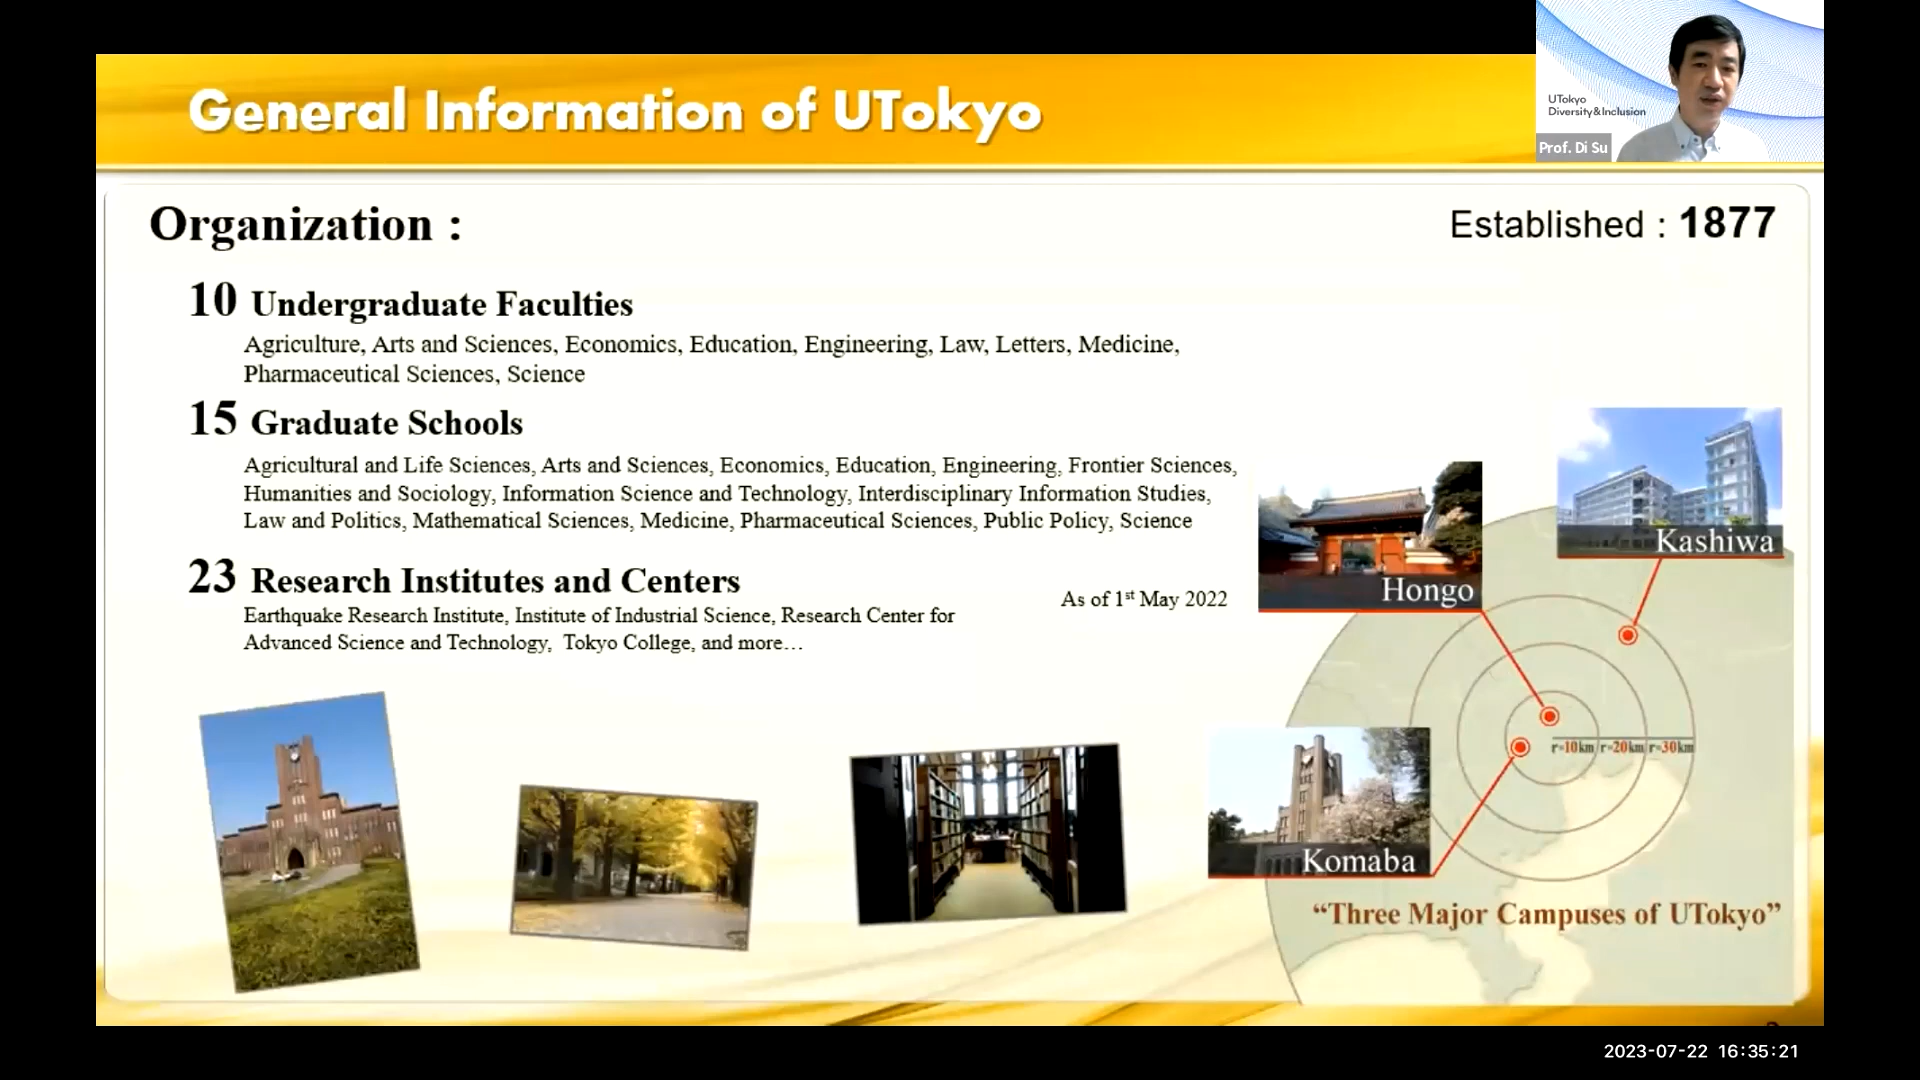 General Information of UTokyo
UTokyo
Diversity&Inclusion
Prof. Di Su
Organization :
Established : 1877
10 Undergraduate Faculties
Agriculture, Arts and Sciences, Economics, Education, Engineering, Law, Letters, Medicine,
Pharmaceutical Sciences, Science
15 Graduate Schools
Agricultural and Life Sciences, Arts and Sciences, Economics, Education, Engineering, Frontier Sciences,
Humanities and Sociology, Information Science and Technology, Interdisciplinary Information Studies,
Law and Politics, Mathematical Sciences, Medicine, Pharmaceutical Sciences, Public Policy, Science
23 Research Institutes and Centers
As of 1st May 2022
Earthquake Research Institute, Institute of Industrial Science, Research Center for
Advanced Science and Technology, Tokyo College, and more…
Kashiwa
Hongo
r=10km r=20km r=30km
Komaba
“Three Major Campuses of UTokyo”
2023-07-22 16:35:21